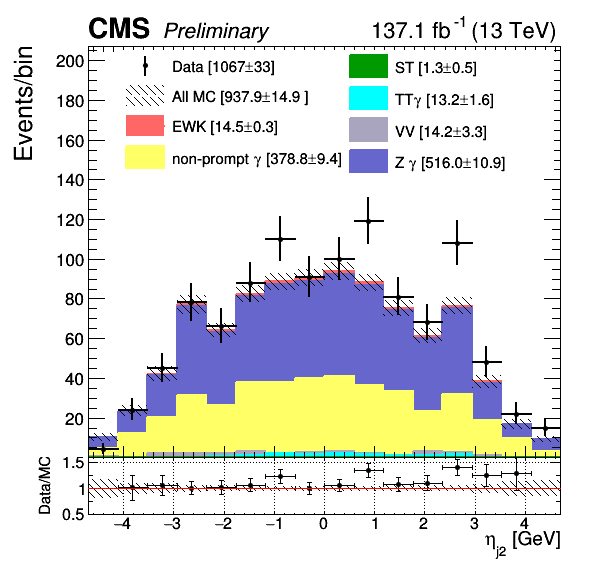 CMS Preliminary 137.1 fb⁻¹ (13 TeV)
Events/bin
200
180
160
140
120
100
80
60
40
20
Data [1067±33]
All MC [937.9±14.9 ]
EWK [14.5±0.3]
non-prompt γ [378.8±9.4]
ST [1.3±0.5]
TTγ [13.2±1.6]
VV [14.2±3.3]
Z γ [516.0±10.9]
Data/MC
1.5
1
0.5
−4 −3 −2 −1 0 1 2 3 4
η_j2 [GeV]